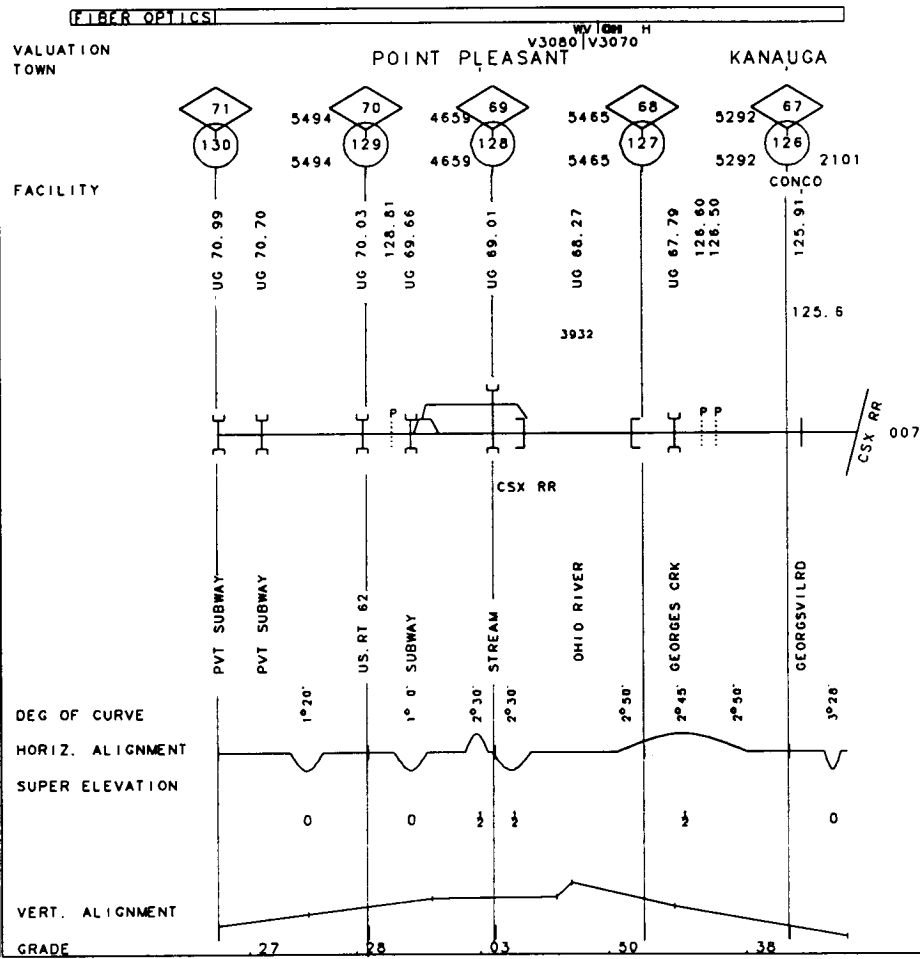 FIBER OPTICS
WV OH H
V3080 V3070
VALUATION
TOWN
POINT PLEASANT KANAUGA
71 5494 70 4659 69 5465 68 5292 67
130 5494 129 4659 128 5465 127 5292 126 2101
FACILITY
CONCO
UG 70.99
UG 70.70
UG 70.03
128.81
UG 69.66
UG 69.01
UG 68.27
UG 67.79
126.60
126.50
125.91
125.6
3932
P P P
CSX RR 007
CSX RR
PVT SUBWAY
PVT SUBWAY
US.RT 62
SUBWAY
STREAM
OHIO RIVER
GEORGES CRK
GEORGSVILRD
DEG OF CURVE 1°20' 1° 0' 2°30' 2°30' 2°50' 2°45' 2°50' 3°28'
HORIZ. ALIGNMENT
SUPER ELEVATION
0 0 ½ ½ ½ 0
VERT. ALIGNMENT
GRADE .27 .28 .03 .50 .38